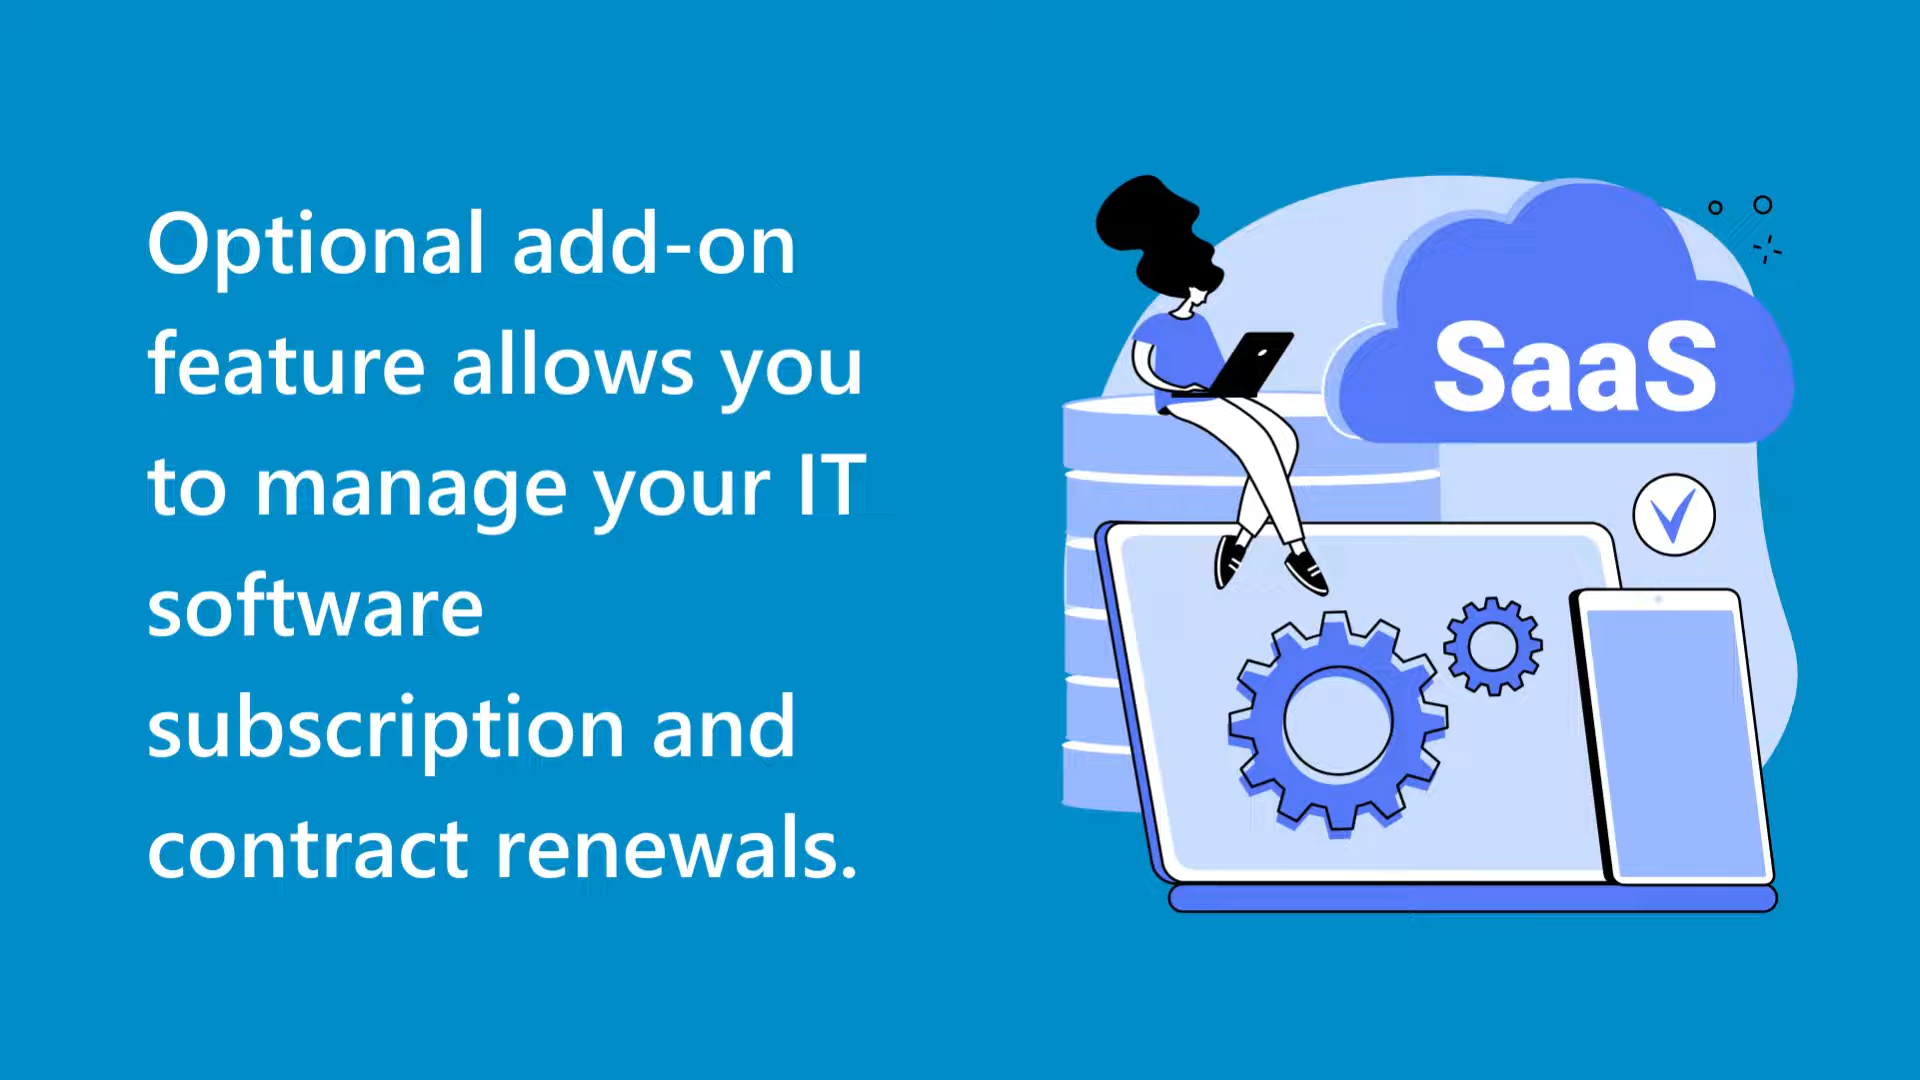 Optional add-on
feature allows you
to manage your IT
software
subscription and
contract renewals.
SaaS